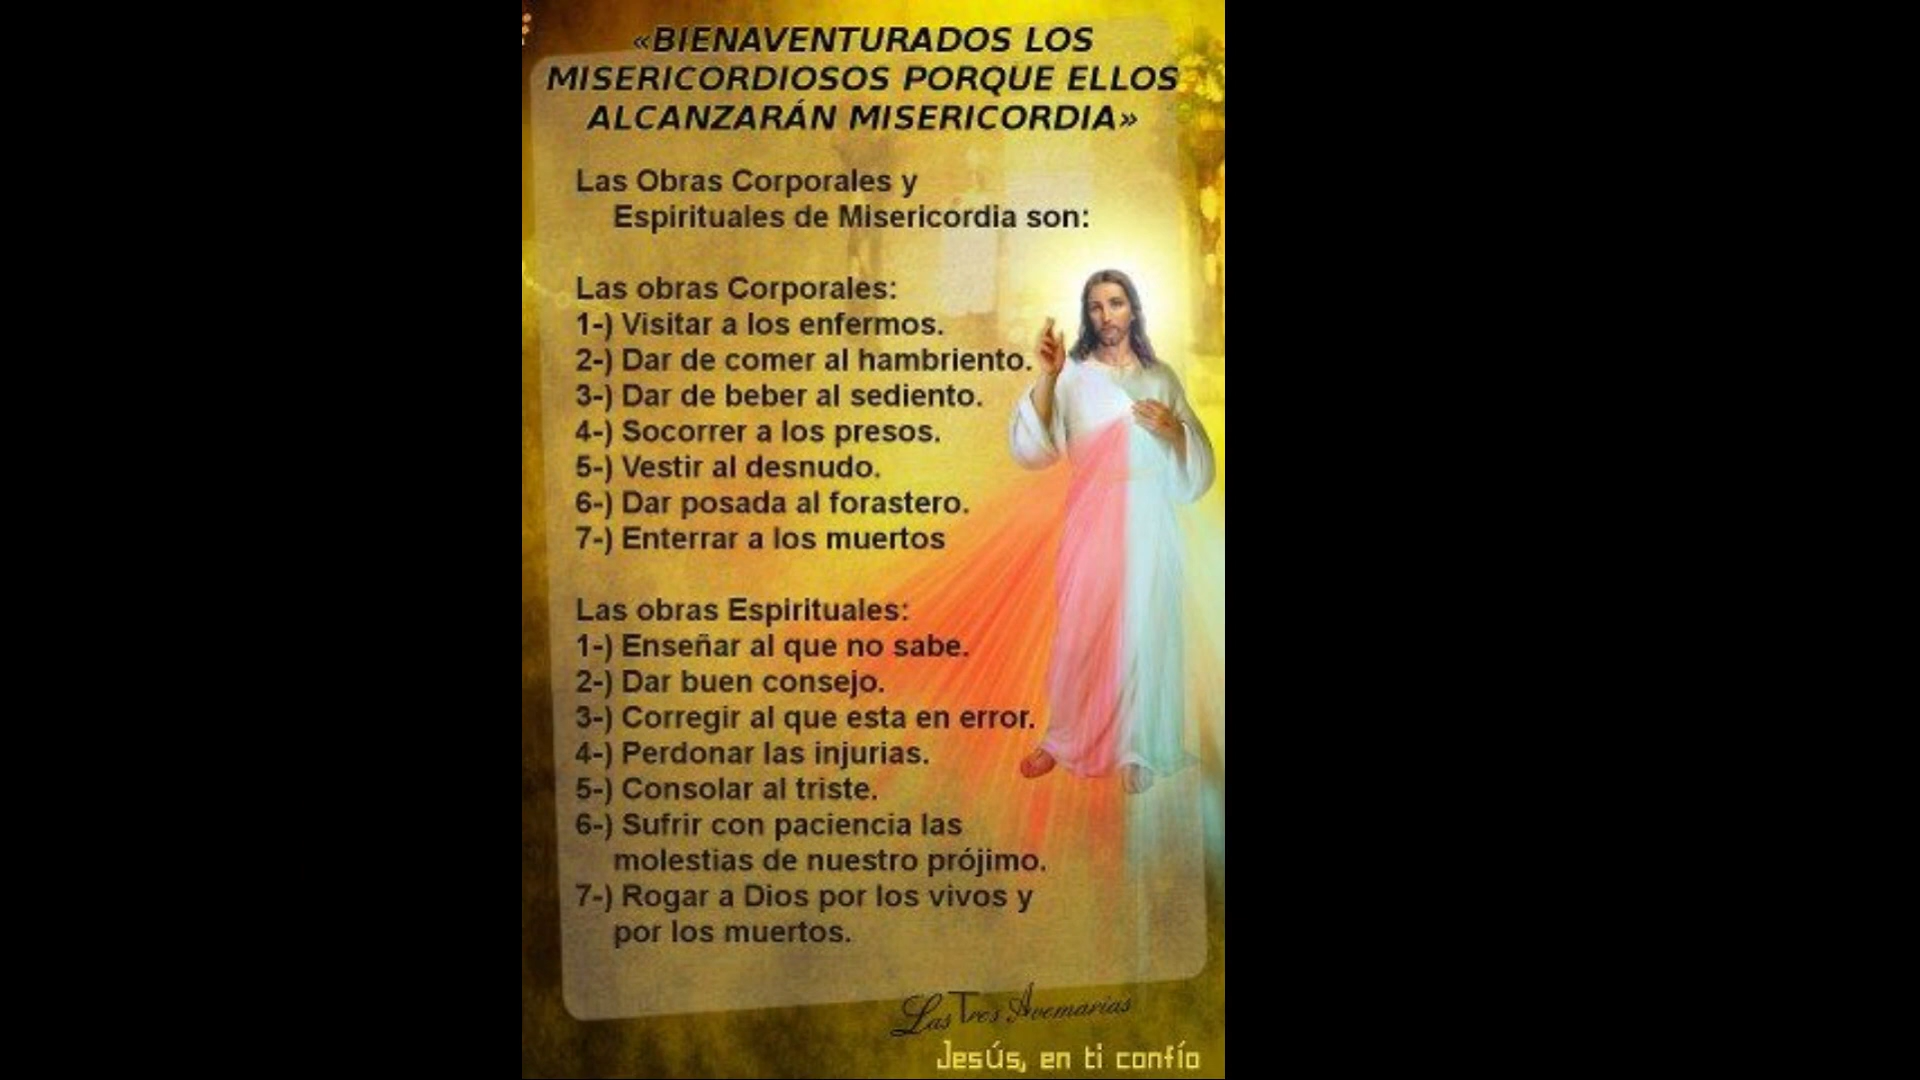 «BIENAVENTURADOS LOS
MISERICORDIOSOS PORQUE ELLOS
ALCANZARÁN MISERICORDIA»
Las Obras Corporales y
Espirituales de Misericordia son:
Las obras Corporales:
1-) Visitar a los enfermos.
2-) Dar de comer al hambriento.
3-) Dar de beber al sediento.
4-) Socorrer a los presos.
5-) Vestir al desnudo.
6-) Dar posada al forastero.
7-) Enterrar a los muertos
Las obras Espirituales:
1-) Enseñar al que no sabe.
2-) Dar buen consejo.
3-) Corregir al que esta en error.
4-) Perdonar las injurias.
5-) Consolar al triste.
6-) Sufrir con paciencia las
molestias de nuestro prójimo.
7-) Rogar a Dios por los vivos y
por los muertos.
Las Tres Avemarias
Jesús, en ti confío